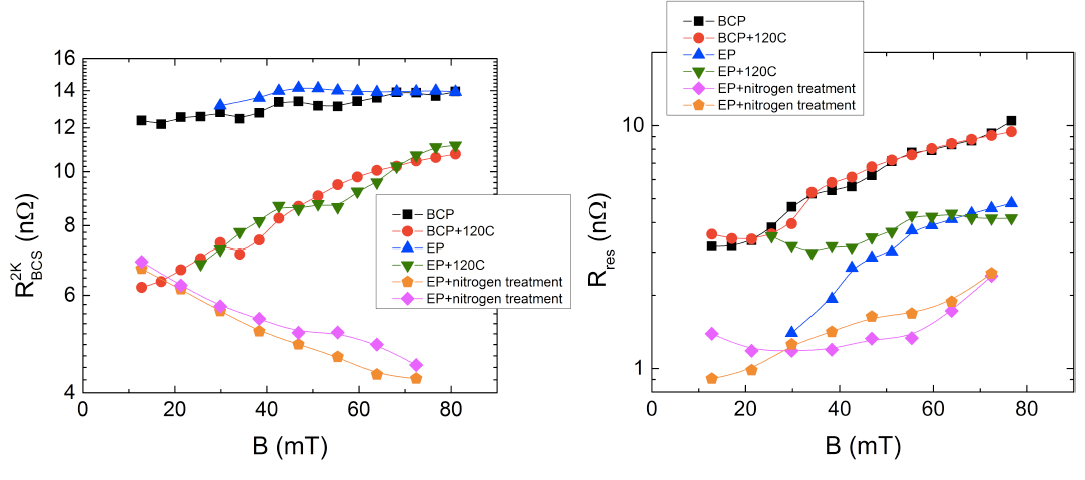 16
14
12
10
8
6
4
R 2K BCS (nΩ)
BCP
BCP+120C
EP
EP+120C
EP+nitrogen treatment
EP+nitrogen treatment
0 20 40 60 80
B (mT)
BCP
BCP+120C
EP
EP+120C
EP+nitrogen treatment
EP+nitrogen treatment
10
1
Rres (nΩ)
0 20 40 60 80
B (mT)